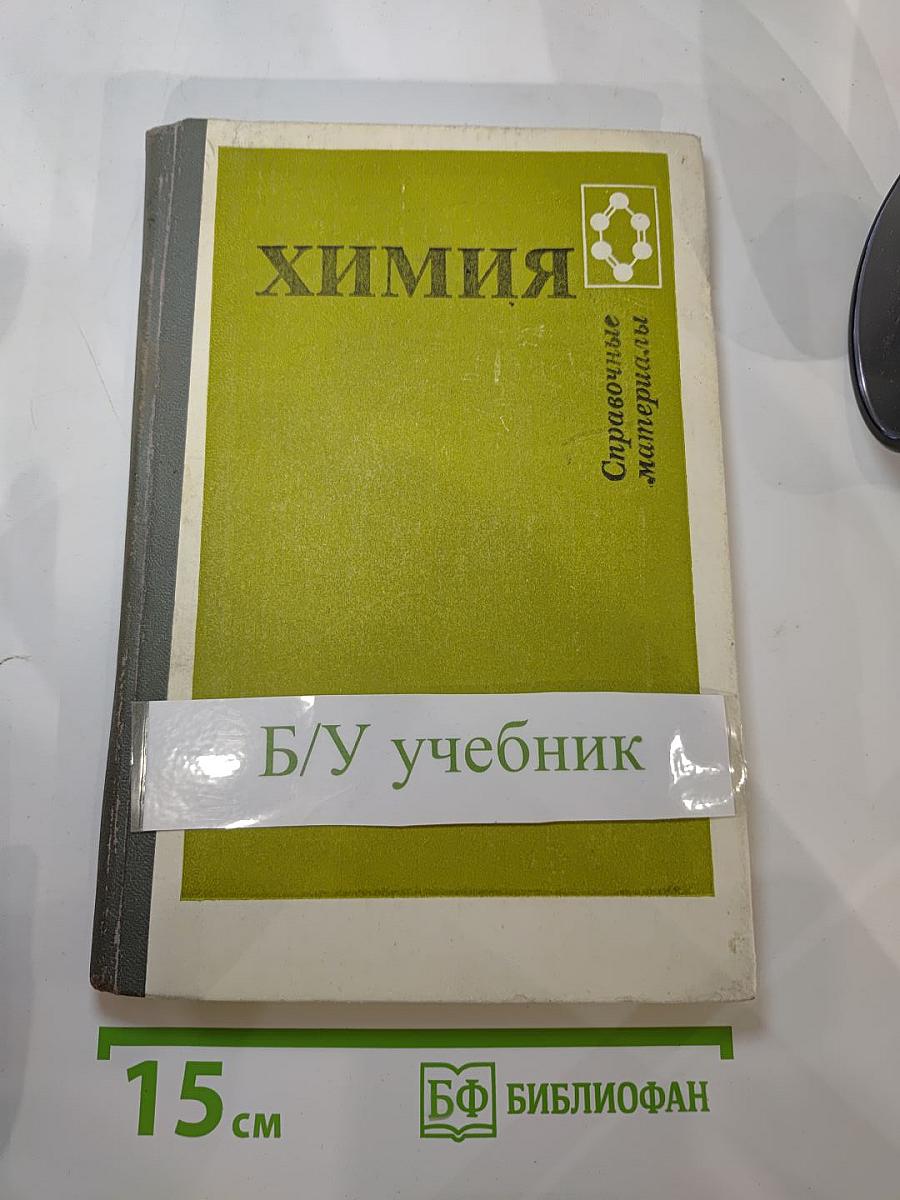 ХИМИЯ
Справочные
материалы
Б/У учебник
15 см
БФ БИБЛИОФАН